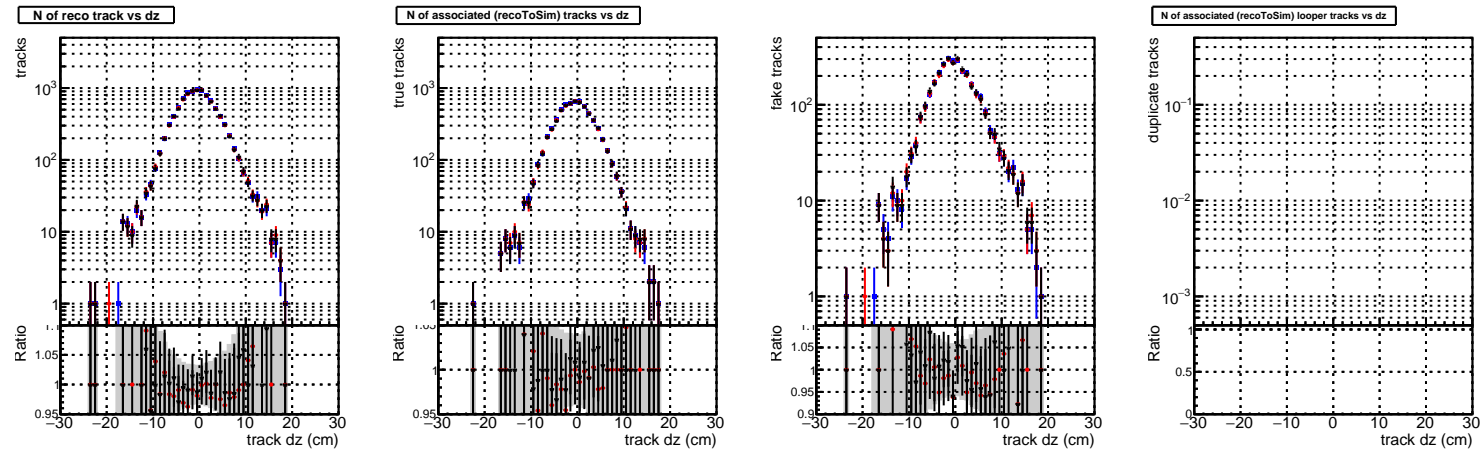 N of reco track vs dz
tracks
10³
10²
10
1
Ratio
1.1
1.05
1
0.95
−30 −20 −10 0 10 20 30
track dz (cm)
N of associated (recoToSim) tracks vs dz
true tracks
10³
10²
10
1
Ratio
1.05
1
0.95
−30 −20 −10 0 10 20 30
track dz (cm)
fake tracks
10²
10
1
Ratio
1.1
1.05
1
0.95
0.9
−30 −20 −10 0 10 20 30
track dz (cm)
N of associated (recoToSim) looper tracks vs dz
duplicate tracks
10⁻¹
10⁻²
10⁻³
Ratio
1
0.5
0
−30 −20 −10 0 10 20 30
track dz (cm)